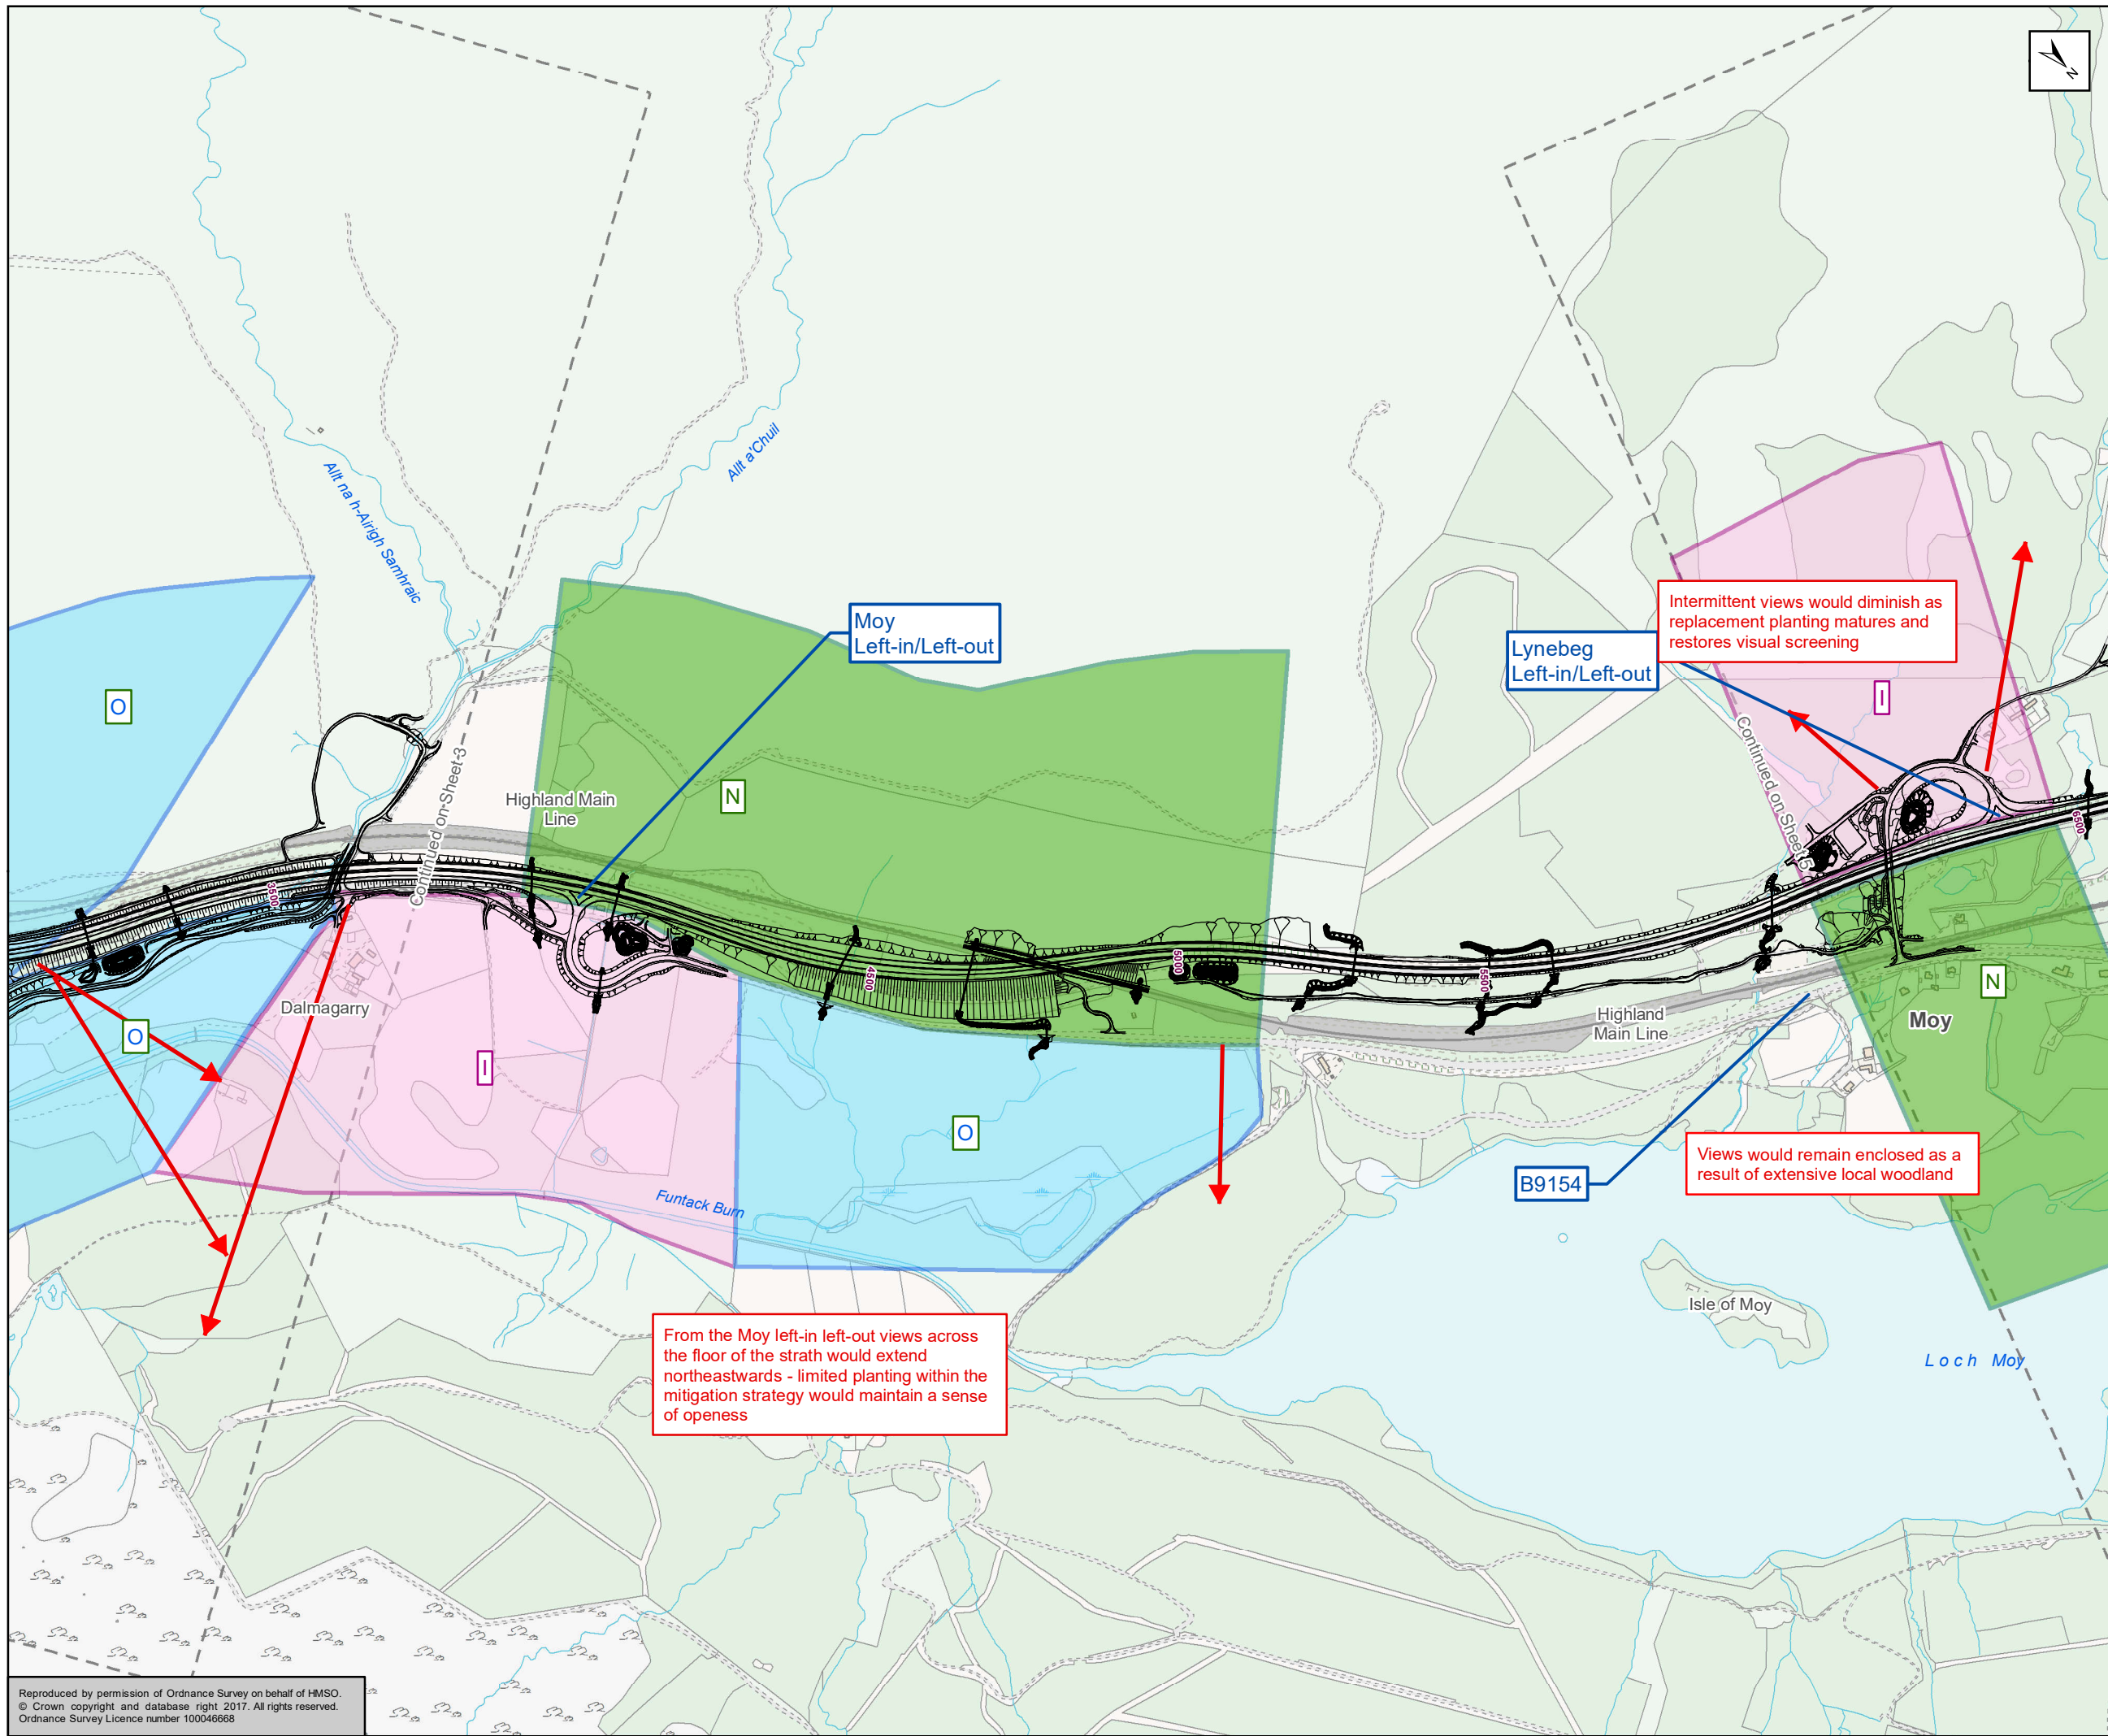 N
Allt na h-Airigh Samhraic
Allt a'Chuil
Moy
Left-in/Left-out
Lynebeg
Left-in/Left-out
Intermittent views would diminish as
replacement planting matures and
restores visual screening
O
I
N
Continued on Sheet 3
Continued on Sheet 5
Highland Main
Line
3500
4500
5000
5500
6500
Dalmagarry
O
I
O
Highland
Main Line
Moy
N
B9154
Views would remain enclosed as a
result of extensive local woodland
Funtack Burn
Isle of Moy
Loch Moy
From the Moy left-in left-out views across
the floor of the strath would extend
northeastwards - limited planting within the
mitigation strategy would maintain a sense
of openess
Reproduced by permission of Ordnance Survey on behalf of HMSO.
© Crown copyright and database right 2017. All rights reserved.
Ordnance Survey Licence number 100046668